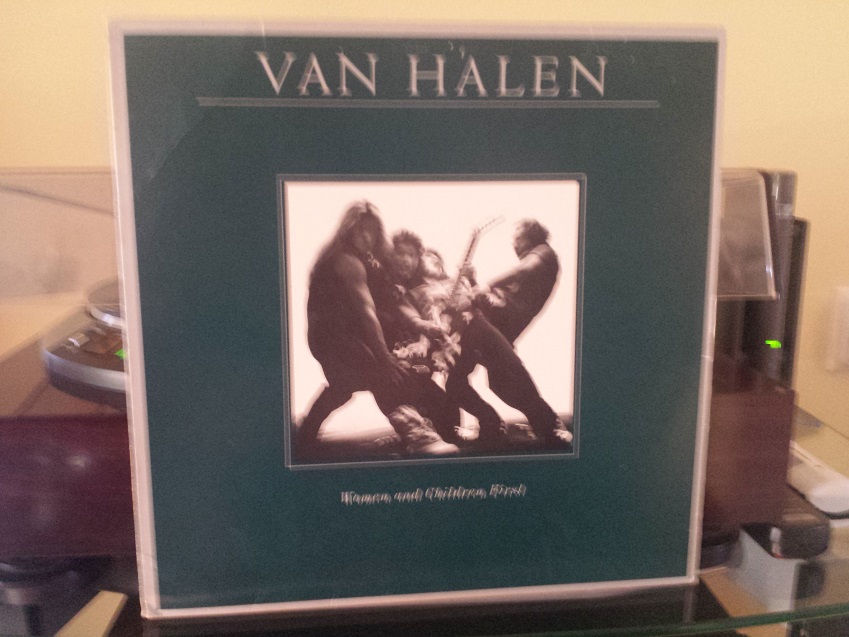 VAN HALEN
Women and Children First